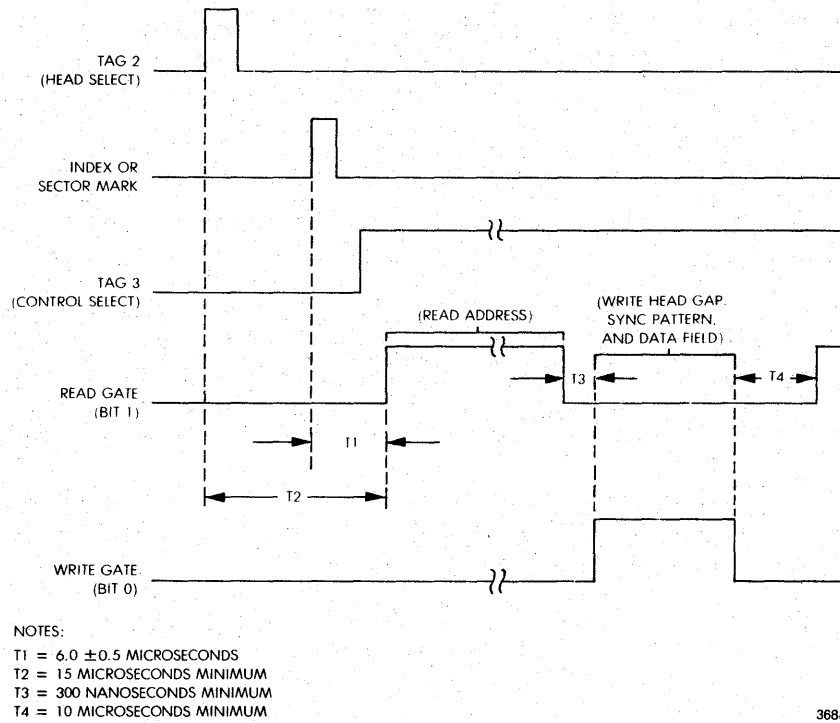 TAG 2
(HEAD SELECT)
INDEX OR
SECTOR MARK
TAG 3
(CONTROL SELECT)
(READ ADDRESS)
(WRITE HEAD GAP,
SYNC PATTERN,
AND DATA FIELD)
READ GATE
(BIT 1)
T3
T4
T1
T2
WRITE GATE
(BIT 0)
NOTES:
T1 = 6.0 ±0.5 MICROSECONDS
T2 = 15 MICROSECONDS MINIMUM
T3 = 300 NANOSECONDS MINIMUM
T4 = 10 MICROSECONDS MINIMUM